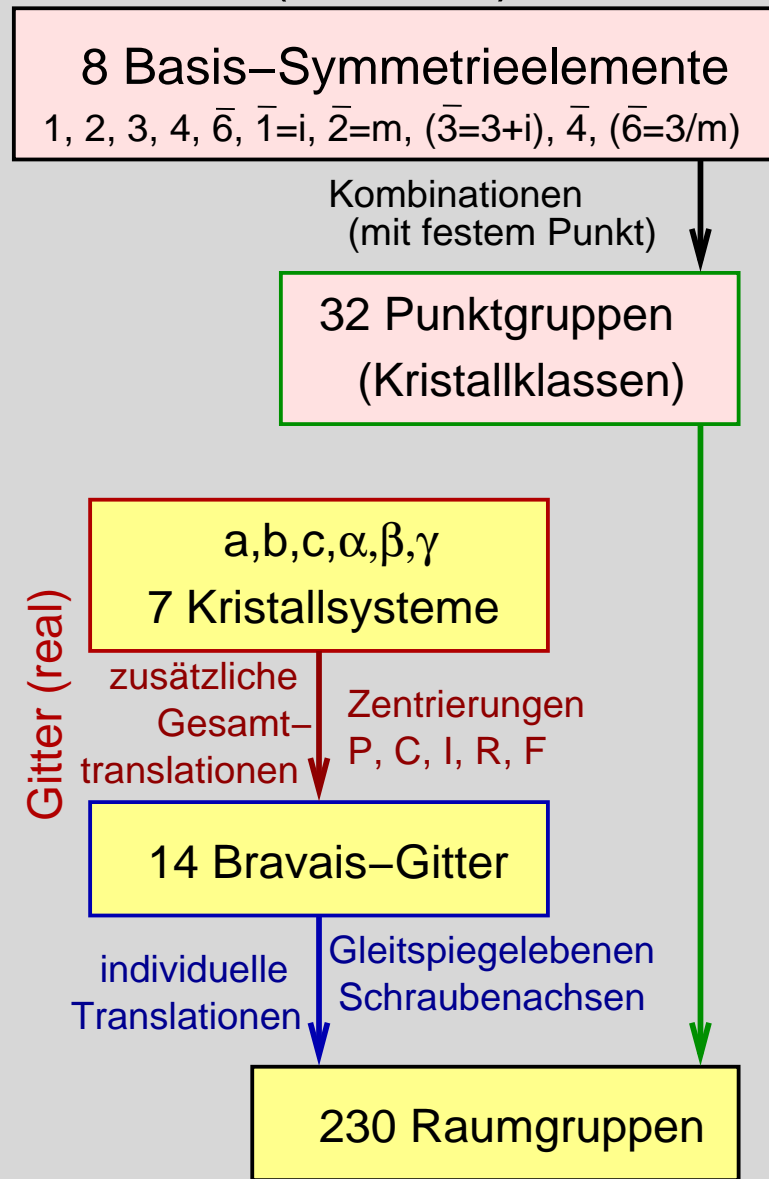 8 Basis–Symmetrieelemente
1, 2, 3, 4, 6̅, 1̅=i, 2̅=m, (3̅=3+i), 4̅, (6̅=3/m)
Kombinationen
(mit festem Punkt)
32 Punktgruppen
(Kristallklassen)
a,b,c,α,β,γ
7 Kristallsysteme
Gitter (real)
zusätzliche
Gesamt–
translationen
Zentrierungen
P, C, I, R, F
14 Bravais–Gitter
individuelle
Translationen
Gleitspiegelebenen
Schraubenachsen
230 Raumgruppen